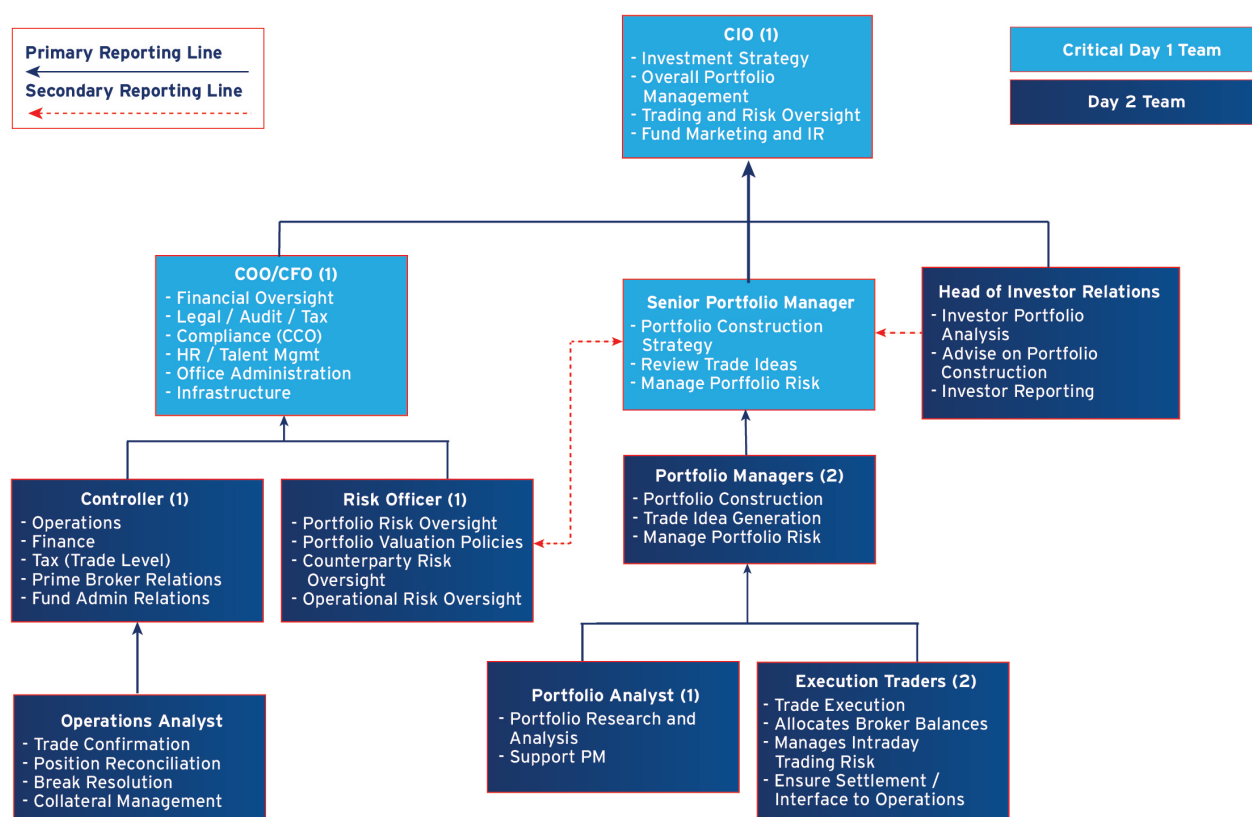 Primary Reporting Line
Secondary Reporting Line
CIO (1)
- Investment Strategy
- Overall Portfolio
Management
- Trading and Risk Oversight
- Fund Marketing and IR
Critical Day 1 Team
Day 2 Team
COO/CFO (1)
- Financial Oversight
- Legal / Audit / Tax
- Compliance (CCO)
- HR / Talent Mgmt
- Office Administration
- Infrastructure
Senior Portfolio Manager
- Portfolio Construction
Strategy
- Review Trade Ideas
- Manage Porffolio Risk
Head of Investor Relations
- Investor Portfolio
Analysis
- Advise on Portfolio
Construction
- Investor Reporting
Controller (1)
- Operations
- Finance
- Tax (Trade Level)
- Prime Broker Relations
- Fund Admin Relations
Risk Officer (1)
- Portfolio Risk Oversight
- Portfolio Valuation Policies
- Counterparty Risk
Oversight
- Operational Risk Oversight
Portfolio Managers (2)
- Portfolio Construction
- Trade Idea Generation
- Manage Portfolio Risk
Operations Analyst
- Trade Confirmation
- Position Reconciliation
- Break Resolution
- Collateral Management
Portfolio Analyst (1)
- Portfolio Research and
Analysis
- Support PM
Execution Traders (2)
- Trade Execution
- Allocates Broker Balances
- Manages Intraday
Trading Risk
- Ensure Settlement /
Interface to Operations